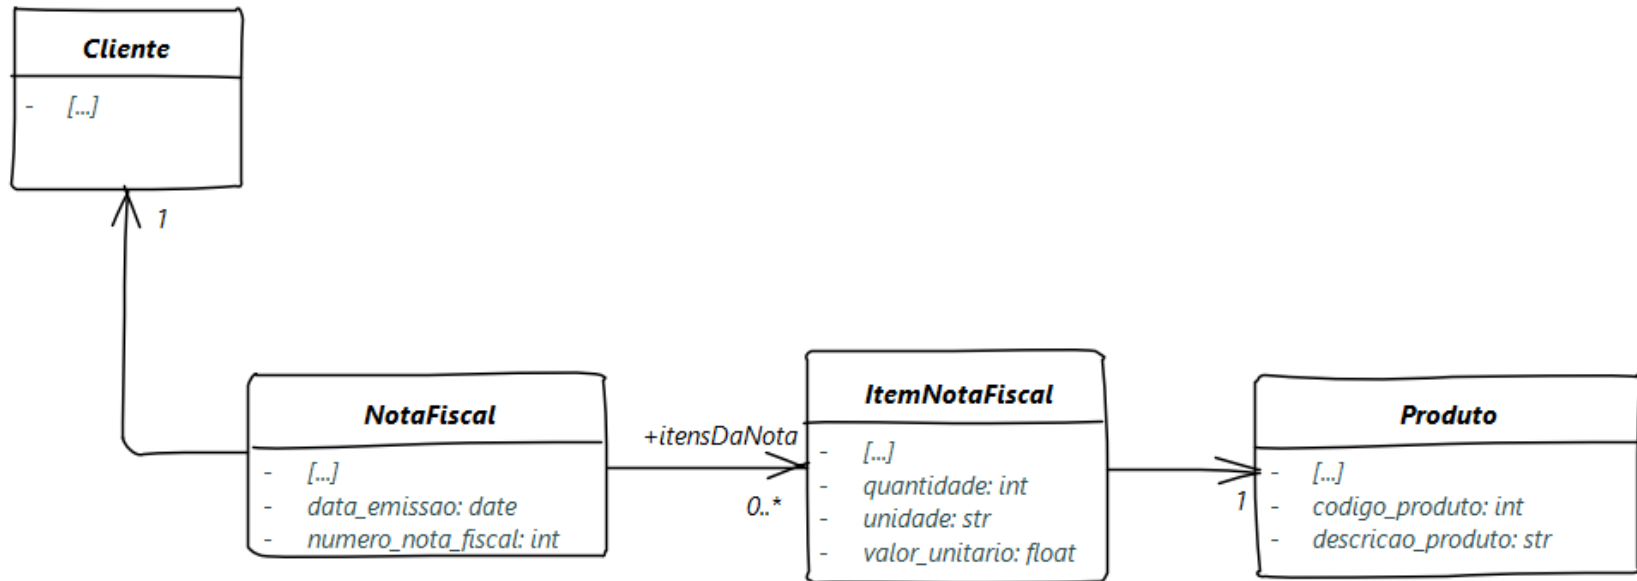 Cliente
- [...]
1
NotaFiscal
- [...]
- data_emissao: date
- numero_nota_fiscal: int
+itensDaNota
0..*
ItemNotaFiscal
- [...]
- quantidade: int
- unidade: str
- valor_unitario: float
1
Produto
- [...]
- codigo_produto: int
- descricao_produto: str